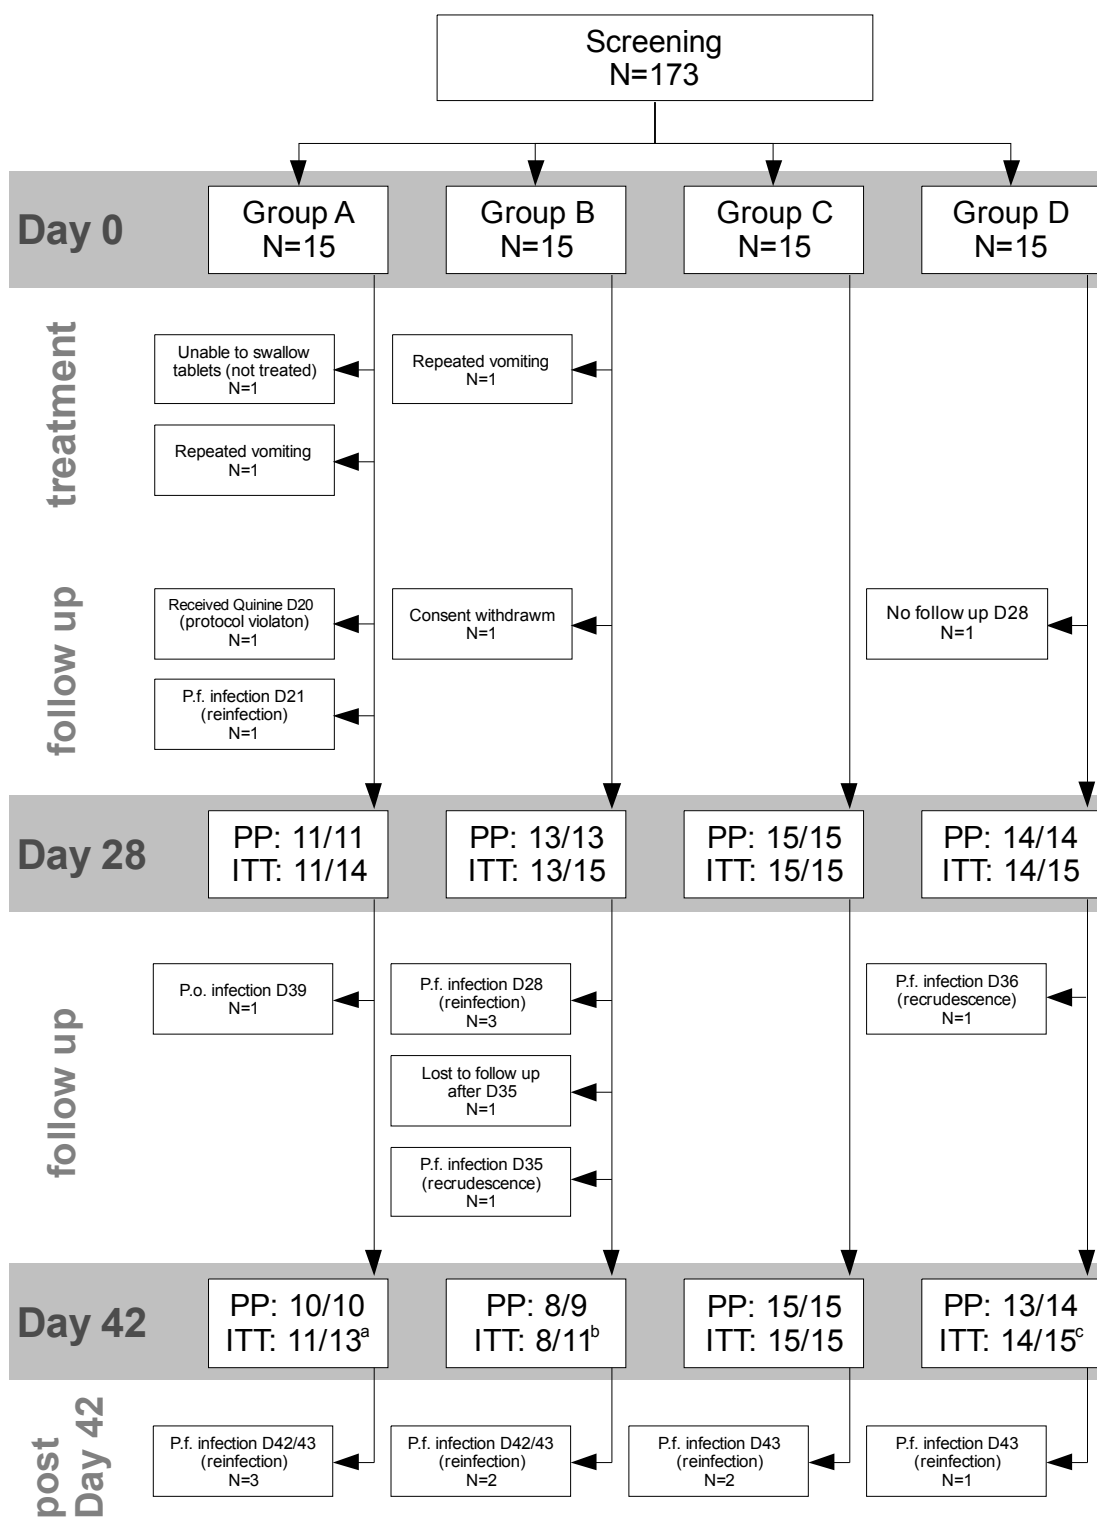 Screening
N=173
Day 0
Group A
N=15
Group B
N=15
Group C
N=15
Group D
N=15
treatment
Unable to swallow
tablets (not treated)
N=1
Repeated vomiting
N=1
Repeated vomiting
N=1
follow up
Received Quinine D20
(protocol violaton)
N=1
Consent withdrawm
N=1
No follow up D28
N=1
P.f. infection D21
(reinfection)
N=1
Day 28
PP: 11/11
ITT: 11/14
PP: 13/13
ITT: 13/15
PP: 15/15
ITT: 15/15
PP: 14/14
ITT: 14/15
follow up
P.o. infection D39
N=1
P.f. infection D28
(reinfection)
N=3
P.f. infection D36
(recrudescence)
N=1
Lost to follow up
after D35
N=1
P.f. infection D35
(recrudescence)
N=1
Day 42
PP: 10/10
ITT: 11/13ᵃ
PP: 8/9
ITT: 8/11ᵇ
PP: 15/15
ITT: 15/15
PP: 13/14
ITT: 14/15ᶜ
post
Day 42
P.f. infection D42/43
(reinfection)
N=3
P.f. infection D42/43
(reinfection)
N=2
P.f. infection D43
(reinfection)
N=2
P.f. infection D43
(reinfection)
N=1